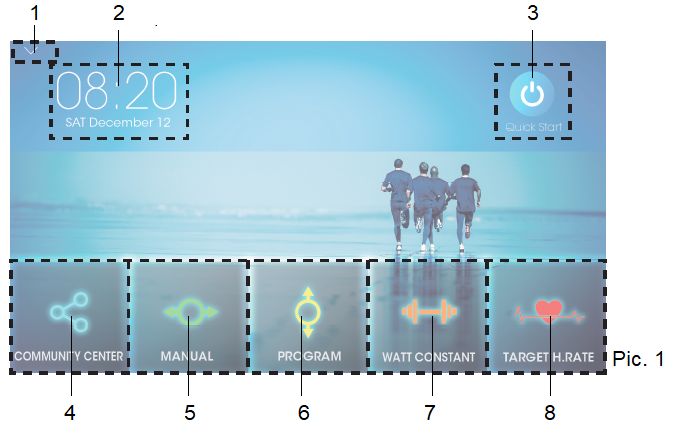 1 2 3
08:20
SAT December 12
Quick Start
COMMUNITY CENTER MANUAL PROGRAM WATT CONSTANT TARGET H.RATE
Pic. 1
4 5 6 7 8